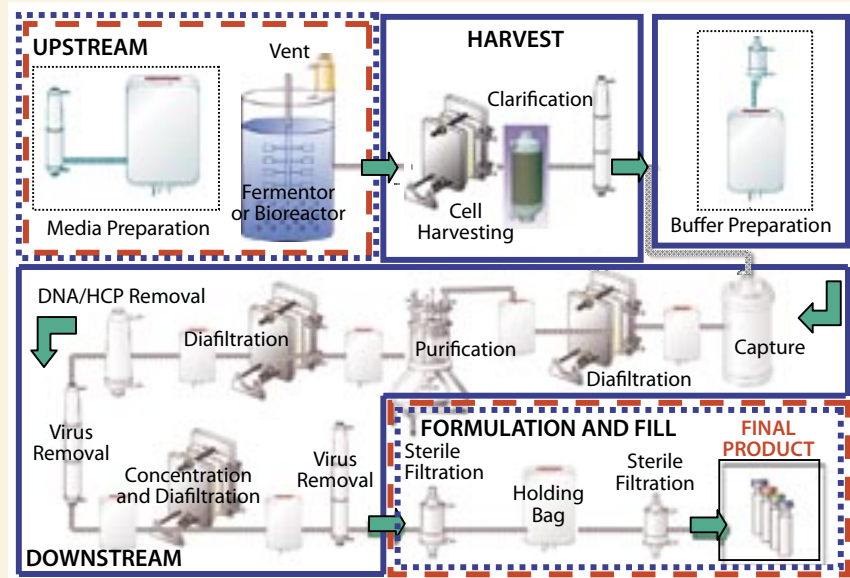 UPSTREAM
Vent
Media Preparation
Fermentor
or Bioreactor
HARVEST
Clarification
Cell
Harvesting
Buffer Preparation
DNA/HCP Removal
Diafiltration
Purification
Diafiltration
Capture
Virus
Removal
Concentration
and Diafiltration
Virus
Removal
DOWNSTREAM
FORMULATION AND FILL
Sterile
Filtration
Holding
Bag
Sterile
Filtration
FINAL
PRODUCT